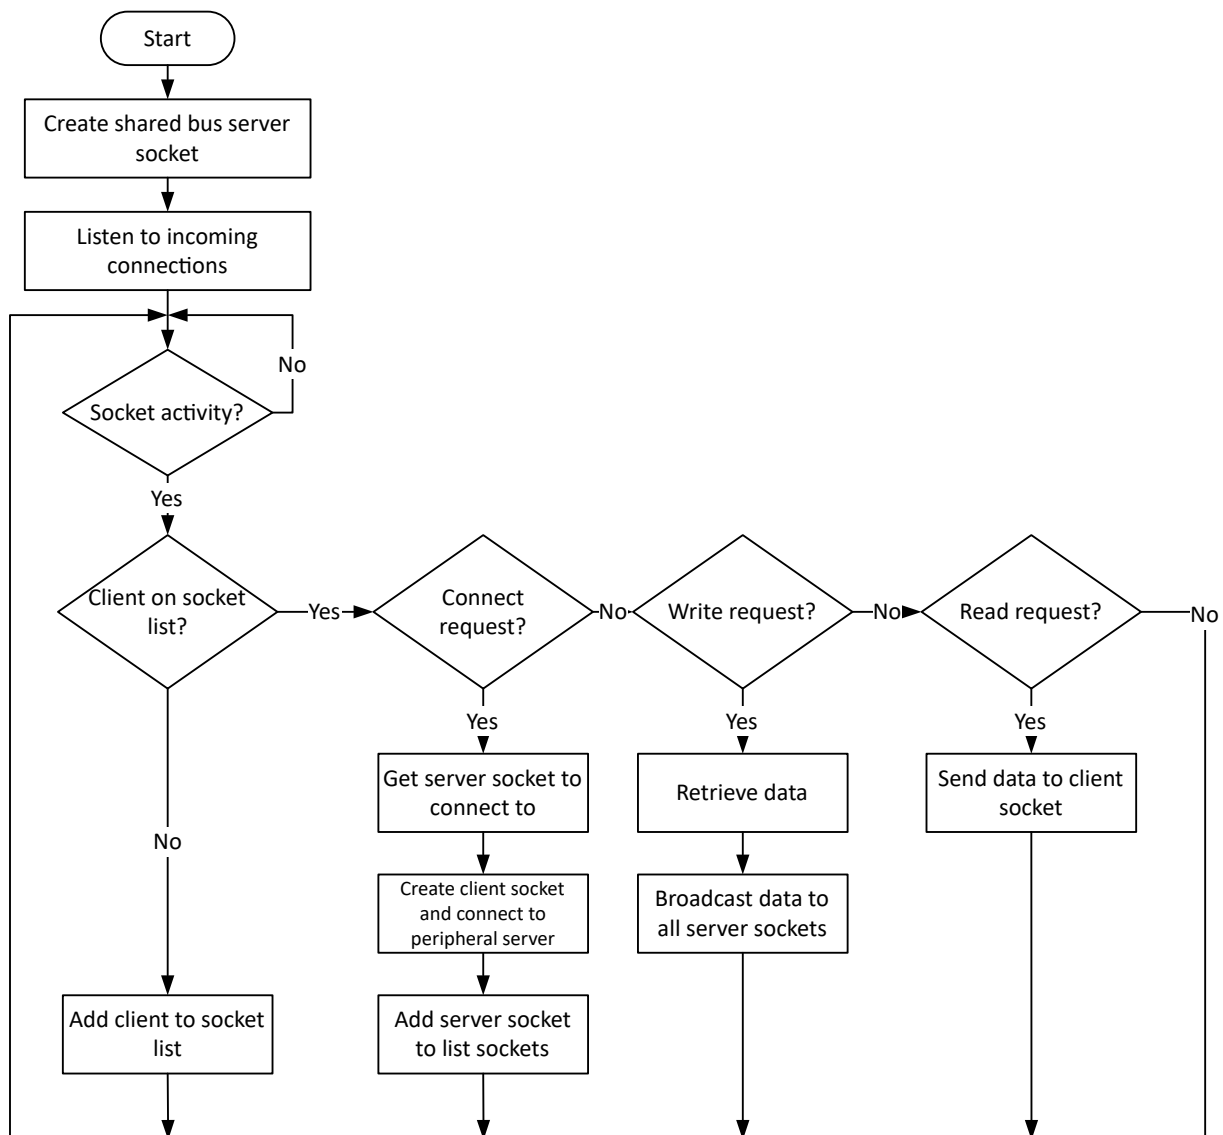 Start
Create shared bus server
socket
Listen to incoming
connections
No
Socket activity?
Yes
Client on socket
list?
Yes
Connect
request?
No
Write request?
No
Read request?
No
Yes
Yes
Yes
Get server socket to
connect to
Retrieve data
Send data to client
socket
No
Create client socket
and connect to
peripheral server
Broadcast data to
all server sockets
Add client to socket
list
Add server socket
to list sockets